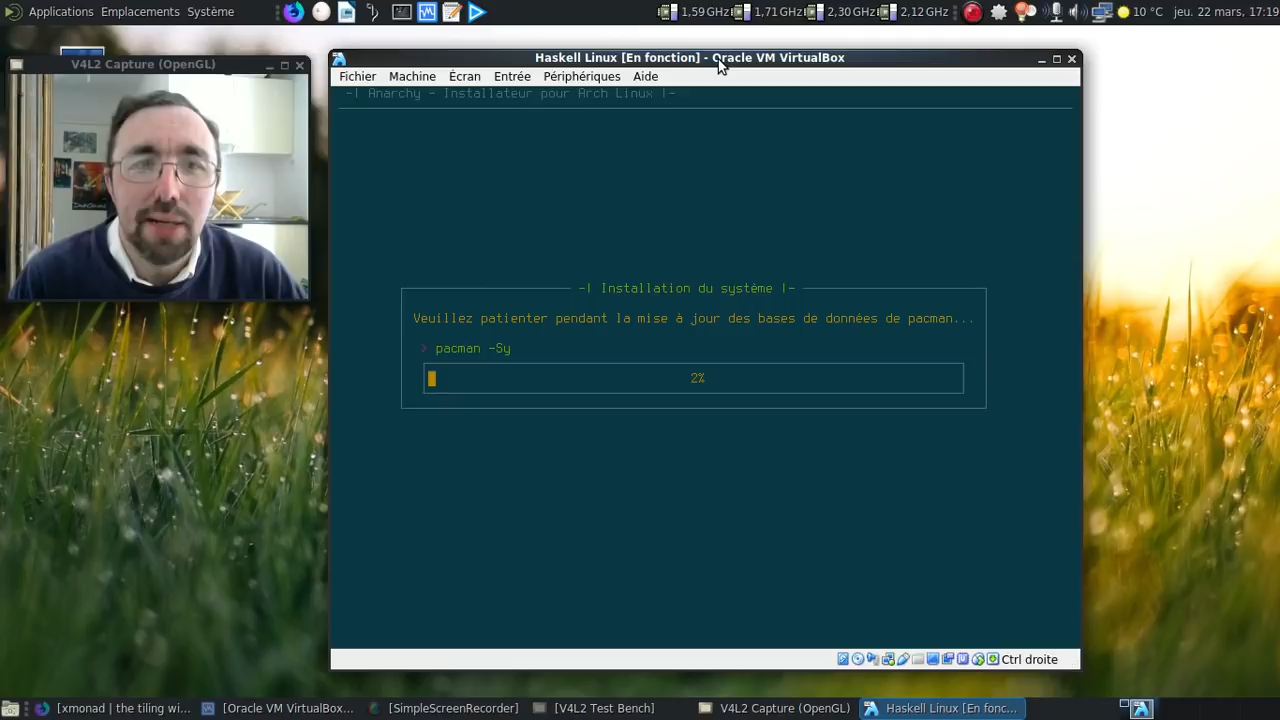 Applications Emplacements Système
1,59 GHz 1,71 GHz 2,30 GHz 2,12 GHz 10 °C jeu. 22 mars, 17:19
V4L2 Capture (OpenGL)
Haskell Linux [En fonction] - Oracle VM VirtualBox
Fichier Machine Écran Entrée Périphériques Aide
-| Anarchy - Installateur pour Arch Linux |-
-| Installation du système |-
Veuillez patienter pendant la mise à jour des bases de données de pacman...
> pacman -Sy
2%
Ctrl droite
[xmonad | the tiling wi... [Oracle VM VirtualBox... [SimpleScreenRecorder] [V4L2 Test Bench] V4L2 Capture (OpenGL) Haskell Linux [En fonc...